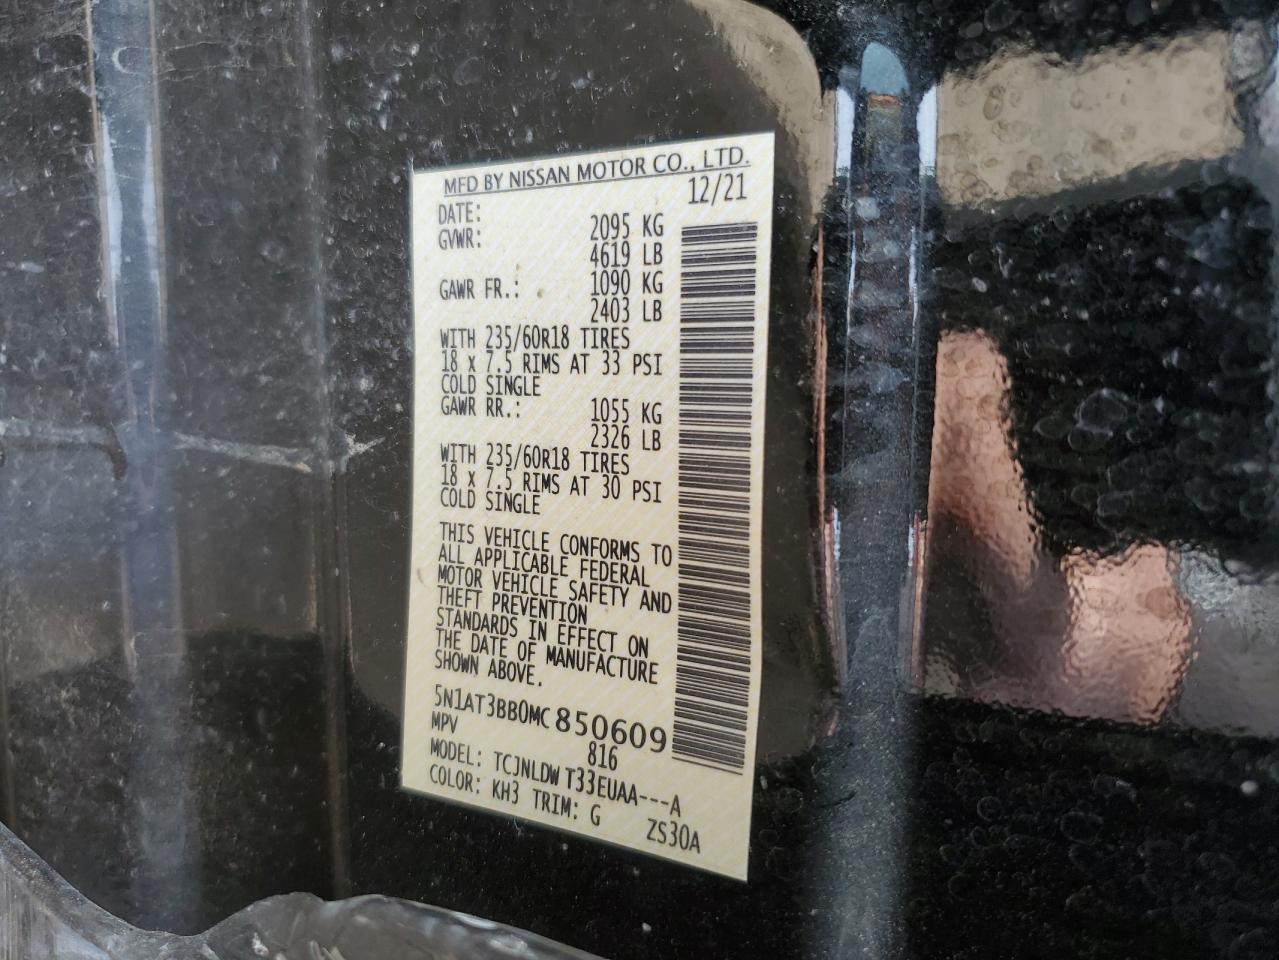 MFD BY NISSAN MOTOR CO., LTD.
DATE: 12/21
GVWR: 2095 KG
4619 LB
GAWR FR.: 1090 KG
2403 LB
WITH 235/60R18 TIRES
18 x 7.5 RIMS AT 33 PSI
COLD SINGLE
GAWR RR.: 1055 KG
2326 LB
WITH 235/60R18 TIRES
18 x 7.5 RIMS AT 30 PSI
COLD SINGLE
THIS VEHICLE CONFORMS TO
ALL APPLICABLE FEDERAL
MOTOR VEHICLE SAFETY AND
THEFT PREVENTION
STANDARDS IN EFFECT ON
THE DATE OF MANUFACTURE
SHOWN ABOVE.
5N1AT3BB0MC850609
MPV 816
MODEL: TCJNLDW T33EUAA---A
COLOR: KH3 TRIM: G ZS30A